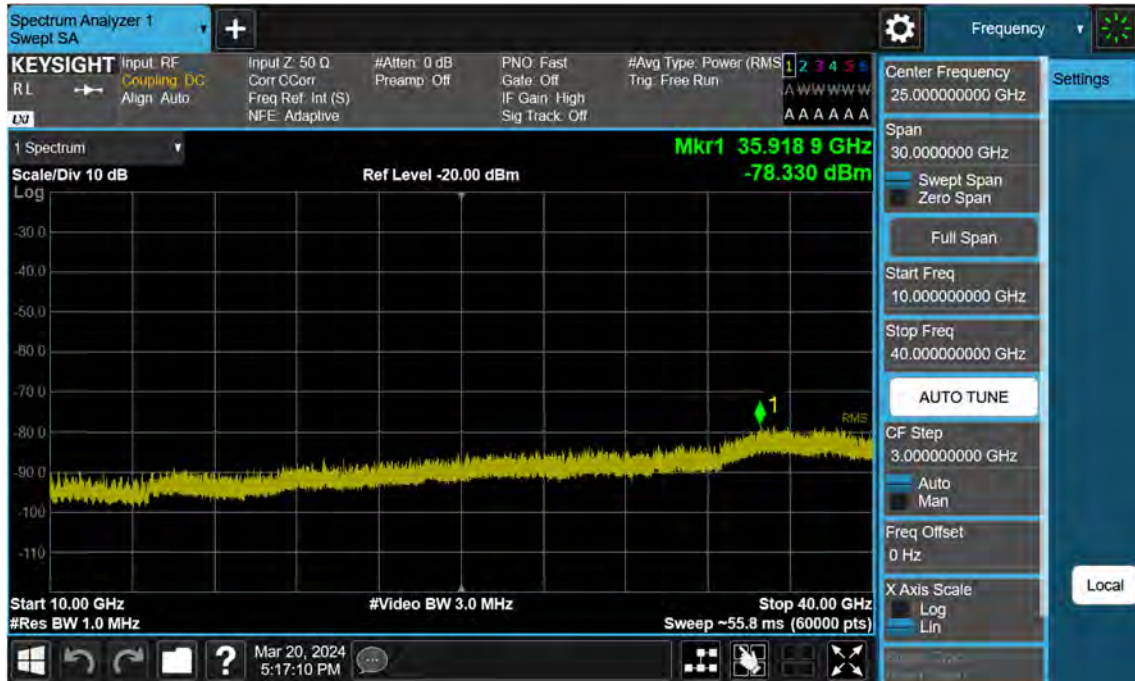 Spectrum Analyzer 1
Swept SA
Frequency
KEYSIGHT
R L
LXI
Input: RF
Coupling: DC
Align: Auto
Input Z: 50 Ω
Corr CCorr
Freq Ref: Int (S)
NFE: Adaptive
#Atten: 0 dB
Preamp: Off
PNO: Fast
Gate: Off
IF Gain: High
Sig Track: Off
#Avg Type: Power (RMS
Trig: Free Run
1 2 3 4 5 6
A W W W W W
A A A A A A
1 Spectrum
Mkr1 35.918 9 GHz
Scale/Div 10 dB
Ref Level -20.00 dBm
-78.330 dBm
Log
-30.0
-40.0
-50.0
-60.0
-70.0
-80.0
-90.0
-100
-110
1
RMS
Start 10.00 GHz
#Video BW 3.0 MHz
Stop 40.00 GHz
#Res BW 1.0 MHz
Sweep ~55.8 ms (60000 pts)
Mar 20, 2024
5:17:10 PM
Center Frequency
25.000000000 GHz
Settings
Span
30.0000000 GHz
Swept Span
Zero Span
Full Span
Start Freq
10.000000000 GHz
Stop Freq
40.000000000 GHz
AUTO TUNE
CF Step
3.000000000 GHz
Auto
Man
Freq Offset
0 Hz
X Axis Scale
Log
Lin
Local